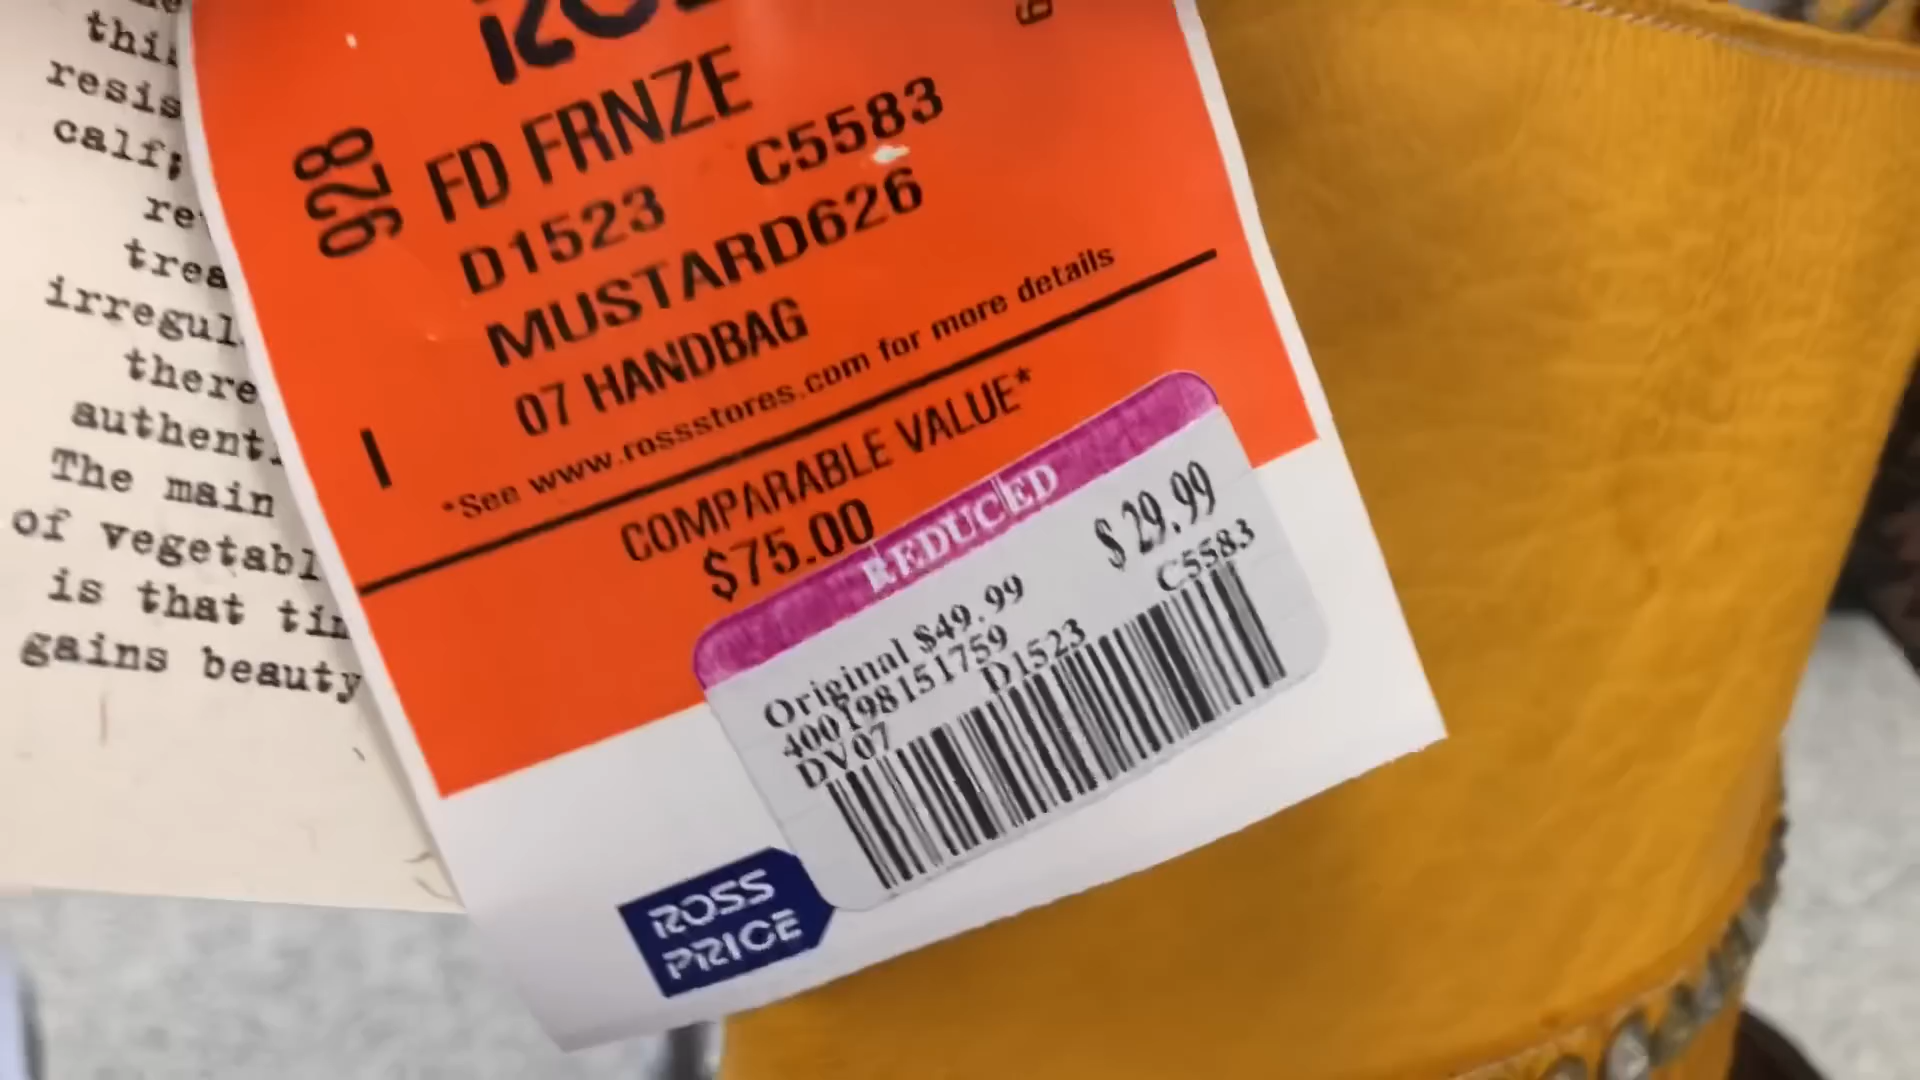 thi
resis
calf;
re
trea
irregul
there
authent
The main
of vegetabl
is that ti
gains beauty
ROS
928
FD FRNZE
D1523 C5583
MUSTARD626
07 HANDBAG
*See www.rossstores.com for more details
COMPARABLE VALUE*
$75.00
REDUCED
$29.99
Original $49.99
C5583
400198151759
DV07 D1523
ROSS
PRICE